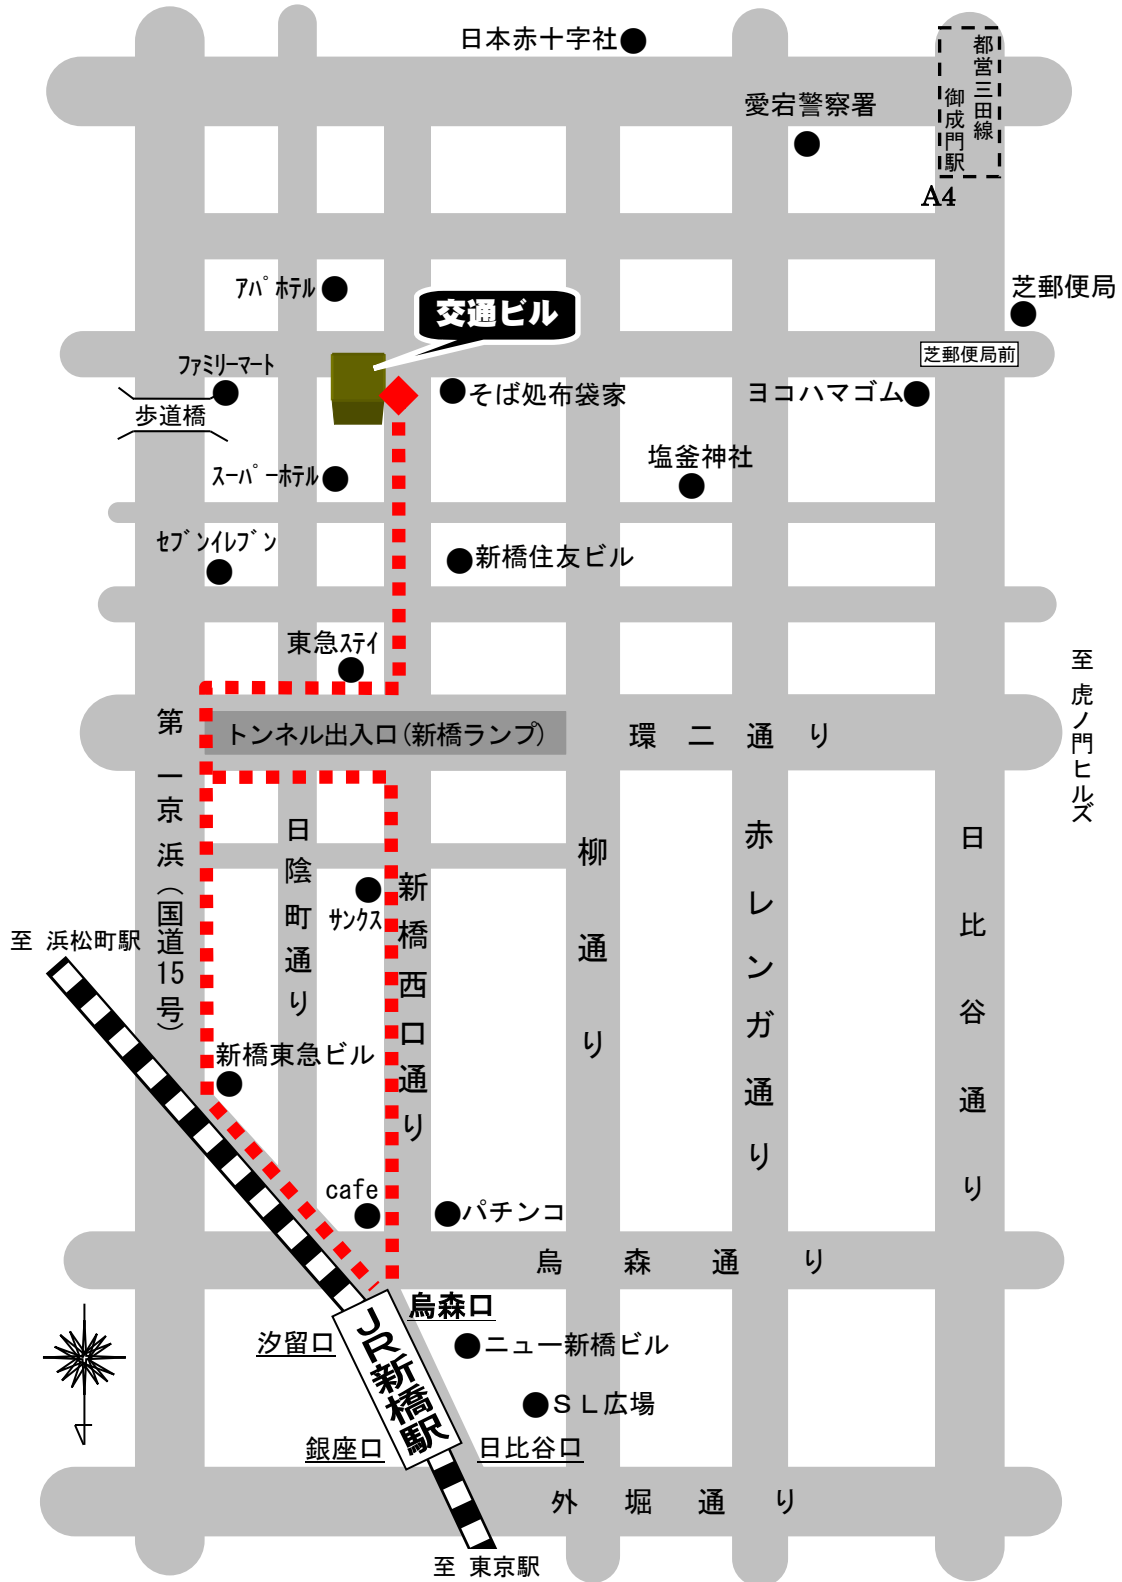 日本赤十字社
都営三田線
御成門駅
愛宕警察署
A4
アパホテル
交通ビル
芝郵便局
芝郵便局前
ファミリーマート
歩道橋
そば処布袋家
ヨコハマゴム
スーパーホテル
塩釜神社
セブンイレブン
新橋住友ビル
東急ステイ
至 虎ノ門ヒルズ
トンネル出入口(新橋ランプ)
環二通り
第一京浜(国道15号)
日陰町通り
サンクス
新橋西口通り
柳通り
赤レンガ通り
日比谷通り
至 浜松町駅
新橋東急ビル
cafe
パチンコ
烏森通り
烏森口
汐留口
JR新橋駅
ニュー新橋ビル
SL広場
銀座口
日比谷口
外堀通り
至 東京駅